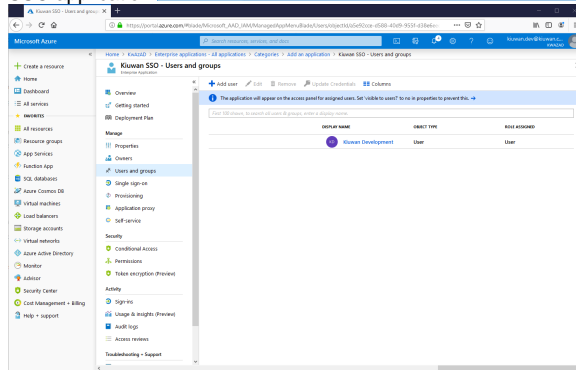 Kiuwan SSO - Users and grou
https://portal.azure.com/#blade/Microsoft_AAD_IAM/ManagedAppMenuBlade/Users/objectId/
Microsoft Azure
Search resources, services, and docs
kiuwan.dev@kiuwan.c...
KWAZAD
Home > KwAZAD > Enterprise applications - All applications > Categories > Add an application > Kiuwan SSO - Users and groups
Kiuwan SSO - Users and groups
Enterprise Application
Create a resource
Home
Dashboard
All services
FAVORITES
All resources
Resource groups
App Services
Function App
SQL databases
Azure Cosmos DB
Virtual machines
Load balancers
Storage accounts
Virtual networks
Azure Active Directory
Monitor
Advisor
Security Center
Cost Management + Billing
Help + support
Overview
Getting started
Deployment Plan
Manage
Properties
Owners
Users and groups
Single sign-on
Provisioning
Application proxy
Self-service
Security
Conditional Access
Permissions
Token encryption (Preview)
Activity
Sign-ins
Usage & insights (Preview)
Audit logs
Access reviews
Troubleshooting + Support
+ Add user Edit Remove Update Credentials Columns
The application will appear on the access panel for assigned users. Set 'visible to users?' to no in properties to prevent this. →
First 100 shown, to search all users & groups, enter a display name.
DISPLAY NAME OBJECT TYPE ROLE ASSIGNED
KD Kiuwan Development User User